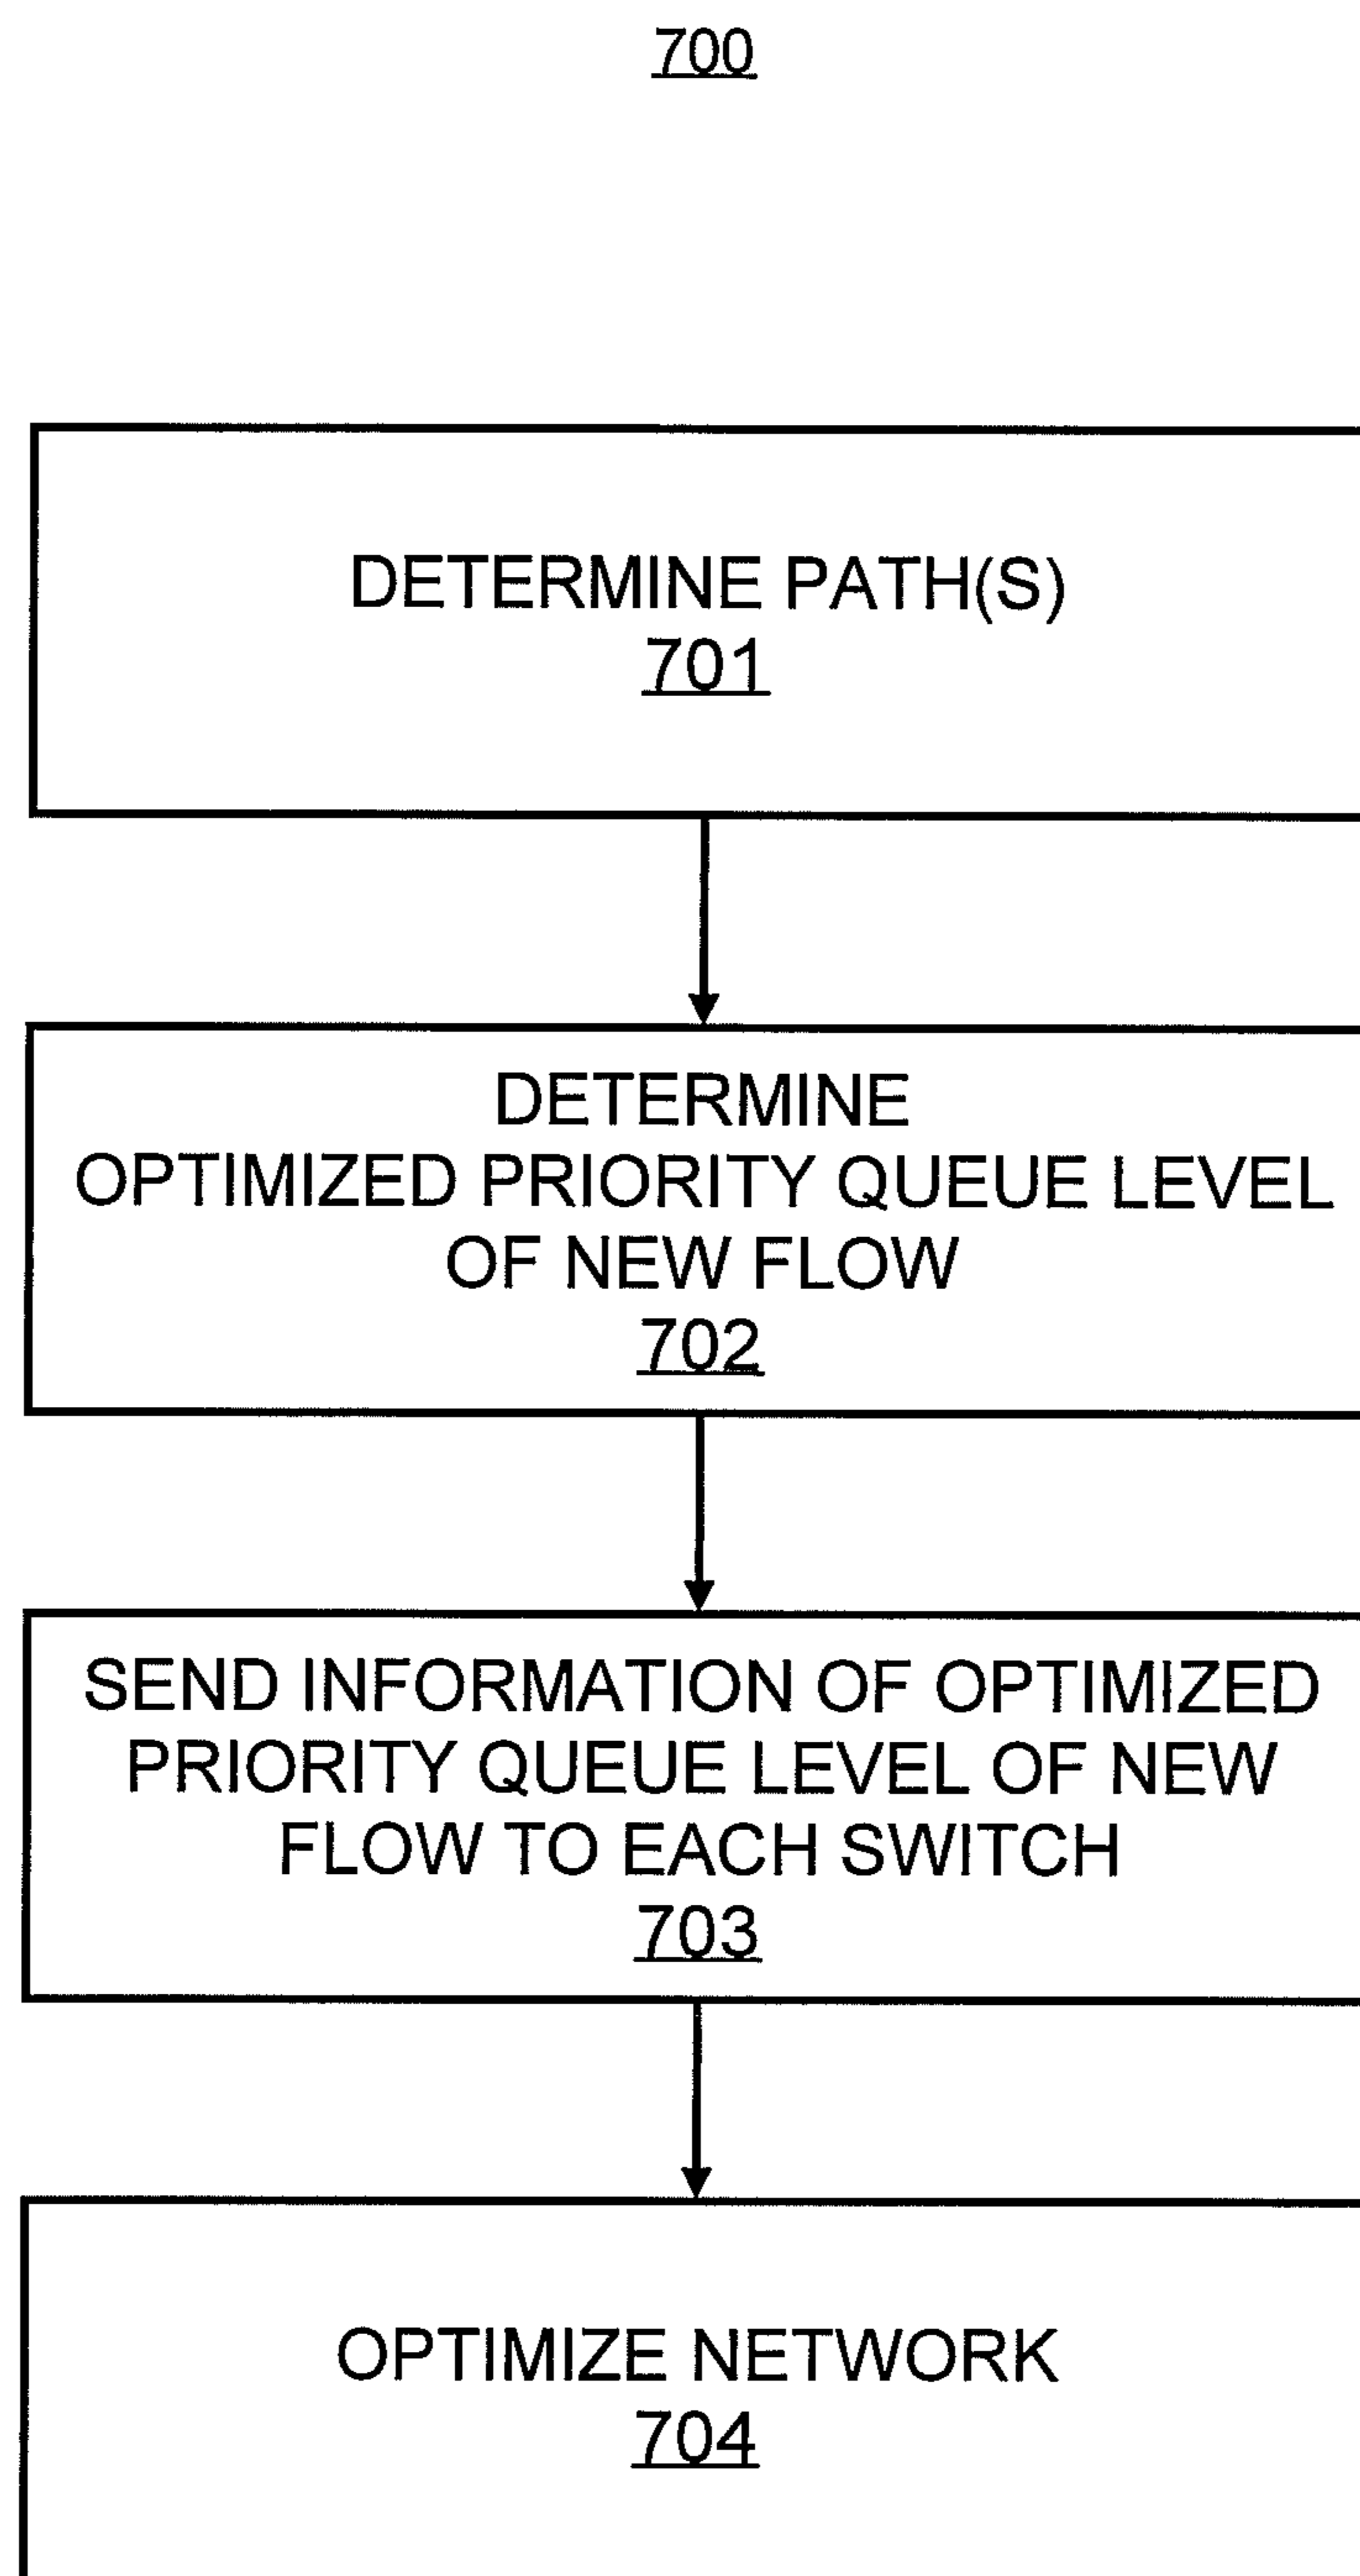 700
DETERMINE PATH(S)
701
DETERMINE
OPTIMIZED PRIORITY QUEUE LEVEL
OF NEW FLOW
702
SEND INFORMATION OF OPTIMIZED
PRIORITY QUEUE LEVEL OF NEW
FLOW TO EACH SWITCH
703
OPTIMIZE NETWORK
704